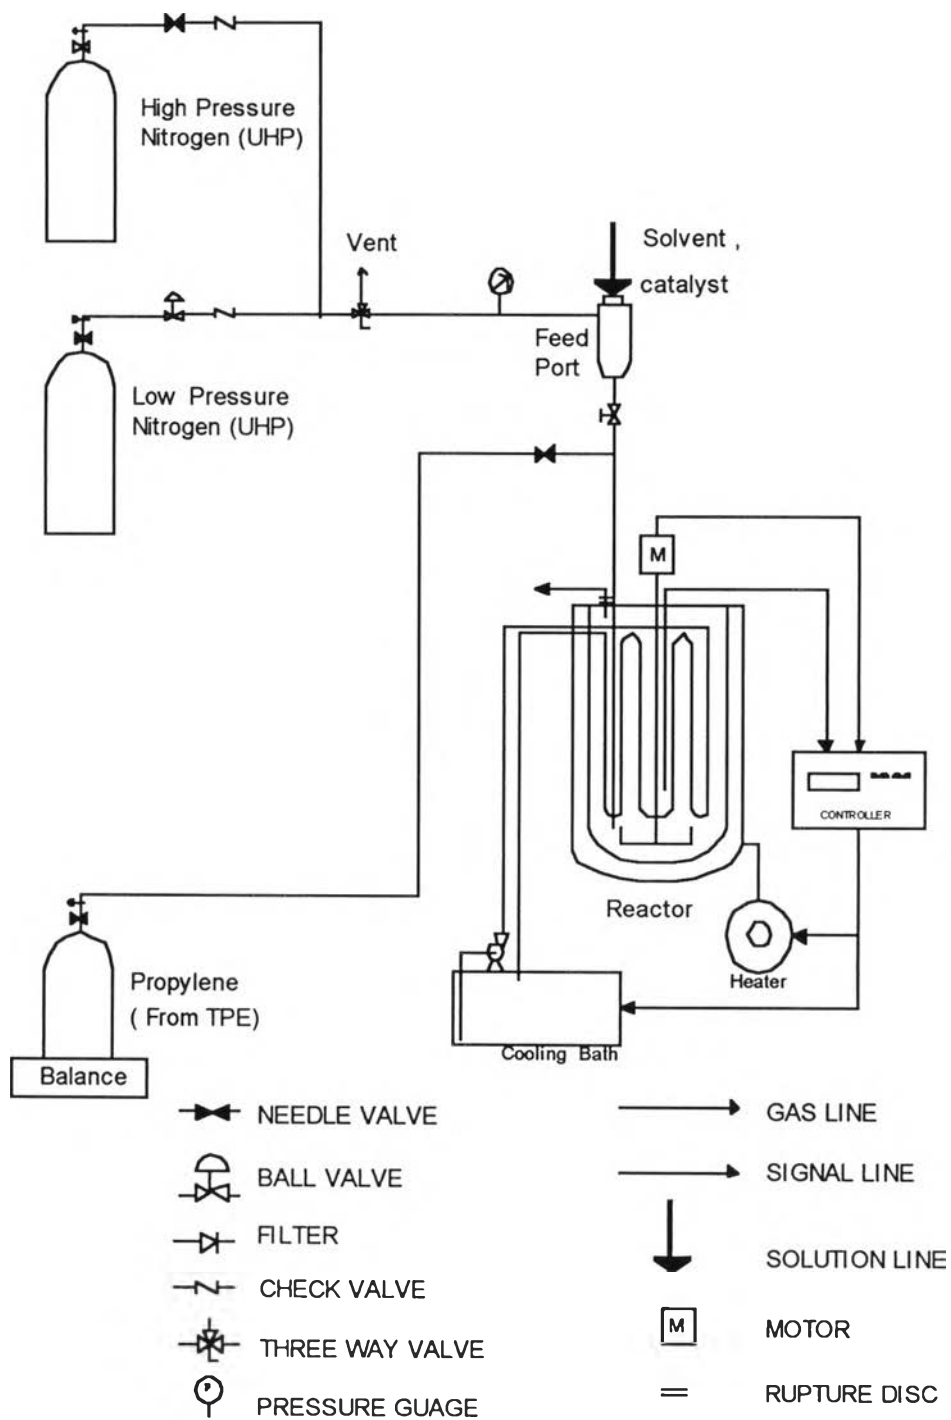 High Pressure
Nitrogen (UHP)
Vent
Solvent ,
catalyst
Feed
Port
Low Pressure
Nitrogen (UHP)
M
CONTROLLER
Reactor
Heater
Propylene
( From TPE)
Cooling Bath
Balance
NEEDLE VALVE
GAS LINE
BALL VALVE
SIGNAL LINE
FILTER
SOLUTION LINE
CHECK VALVE
M
MOTOR
THREE WAY VALVE
RUPTURE DISC
PRESSURE GUAGE